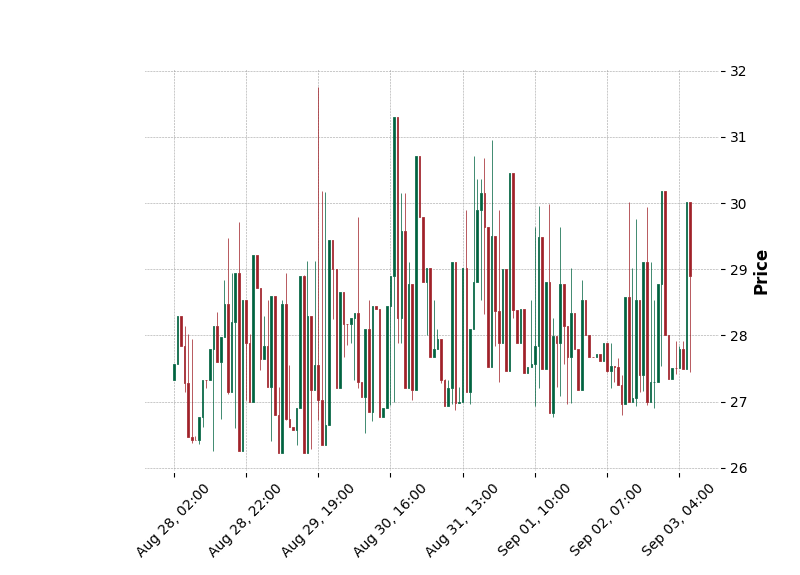 32
31
30
29
28
27
26
Price
Aug 28, 02:00
Aug 28, 22:00
Aug 29, 19:00
Aug 30, 16:00
Aug 31, 13:00
Sep 01, 10:00
Sep 02, 07:00
Sep 03, 04:00